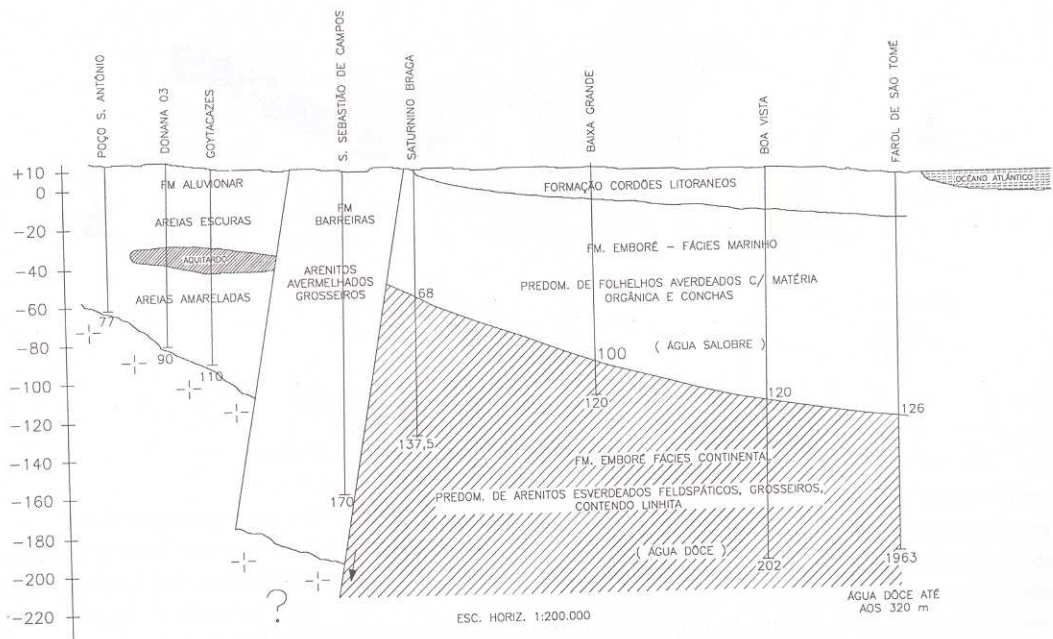 POÇO S. ANTÔNIO
DONANA 03
GOYTACAZES
S. SEBASTIÃO DE CAMPOS
SATURNINO BRAGA
BAIXA GRANDE
BOA VISTA
FAROL DE SÃO TOMÉ
+10
0
-20
-40
-60
-80
-100
-120
-140
-160
-180
-200
-220
FM ALUVIONAR
AREIAS ESCURAS
AQUITARDO
AREIAS AMARELADAS
77
90
110
FM
BARREIRAS
ARENITOS
AVERMELHADOS
GROSSEIROS
170
?
FORMAÇÃO CORDÕES LITORANEOS
OCEANO ATLÂNTICO
FM. EMBORÉ – FÁCIES MARINHO
PREDOM. DE FOLHELHOS AVERDEADOS C/ MATÉRIA
ORGÂNICA E CONCHAS
( ÁGUA SALOBRE )
68
100
120
126
120
137,5
FM. EMBORÉ FÁCIES CONTINENTAL
PREDOM. DE ARENITOS ESVERDEADOS FELDSPÁTICOS, GROSSEIROS,
CONTENDO LINHITA
( ÁGUA DÔCE )
202
1963
ÁGUA DÔCE ATÉ
AOS 320 m
ESC. HORIZ. 1:200.000